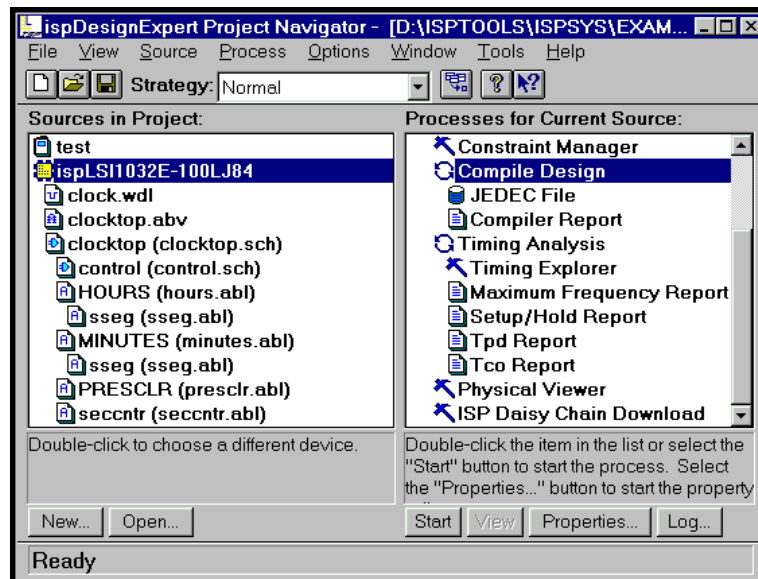 ispDesignExpert Project Navigator - [D:\ISPTOOLS\ISPSYS\EXAM...
File View Source Process Options Window Tools Help
Strategy: Normal
Sources in Project:
test
ispLSI1032E-100LJ84
clock.wdl
clocktop.abv
clocktop (clocktop.sch)
control (control.sch)
HOURS (hours.abl)
sseg (sseg.abl)
MINUTES (minutes.abl)
sseg (sseg.abl)
PRESCLR (presclr.abl)
seccntr (seccntr.abl)
Double-click to choose a different device.
New... Open...
Processes for Current Source:
Constraint Manager
Compile Design
JEDEC File
Compiler Report
Timing Analysis
Timing Explorer
Maximum Frequency Report
Setup/Hold Report
Tpd Report
Tco Report
Physical Viewer
ISP Daisy Chain Download
Double-click the item in the list or select the
"Start" button to start the process. Select
the "Properties..." button to start the property
Start View Properties... Log...
Ready